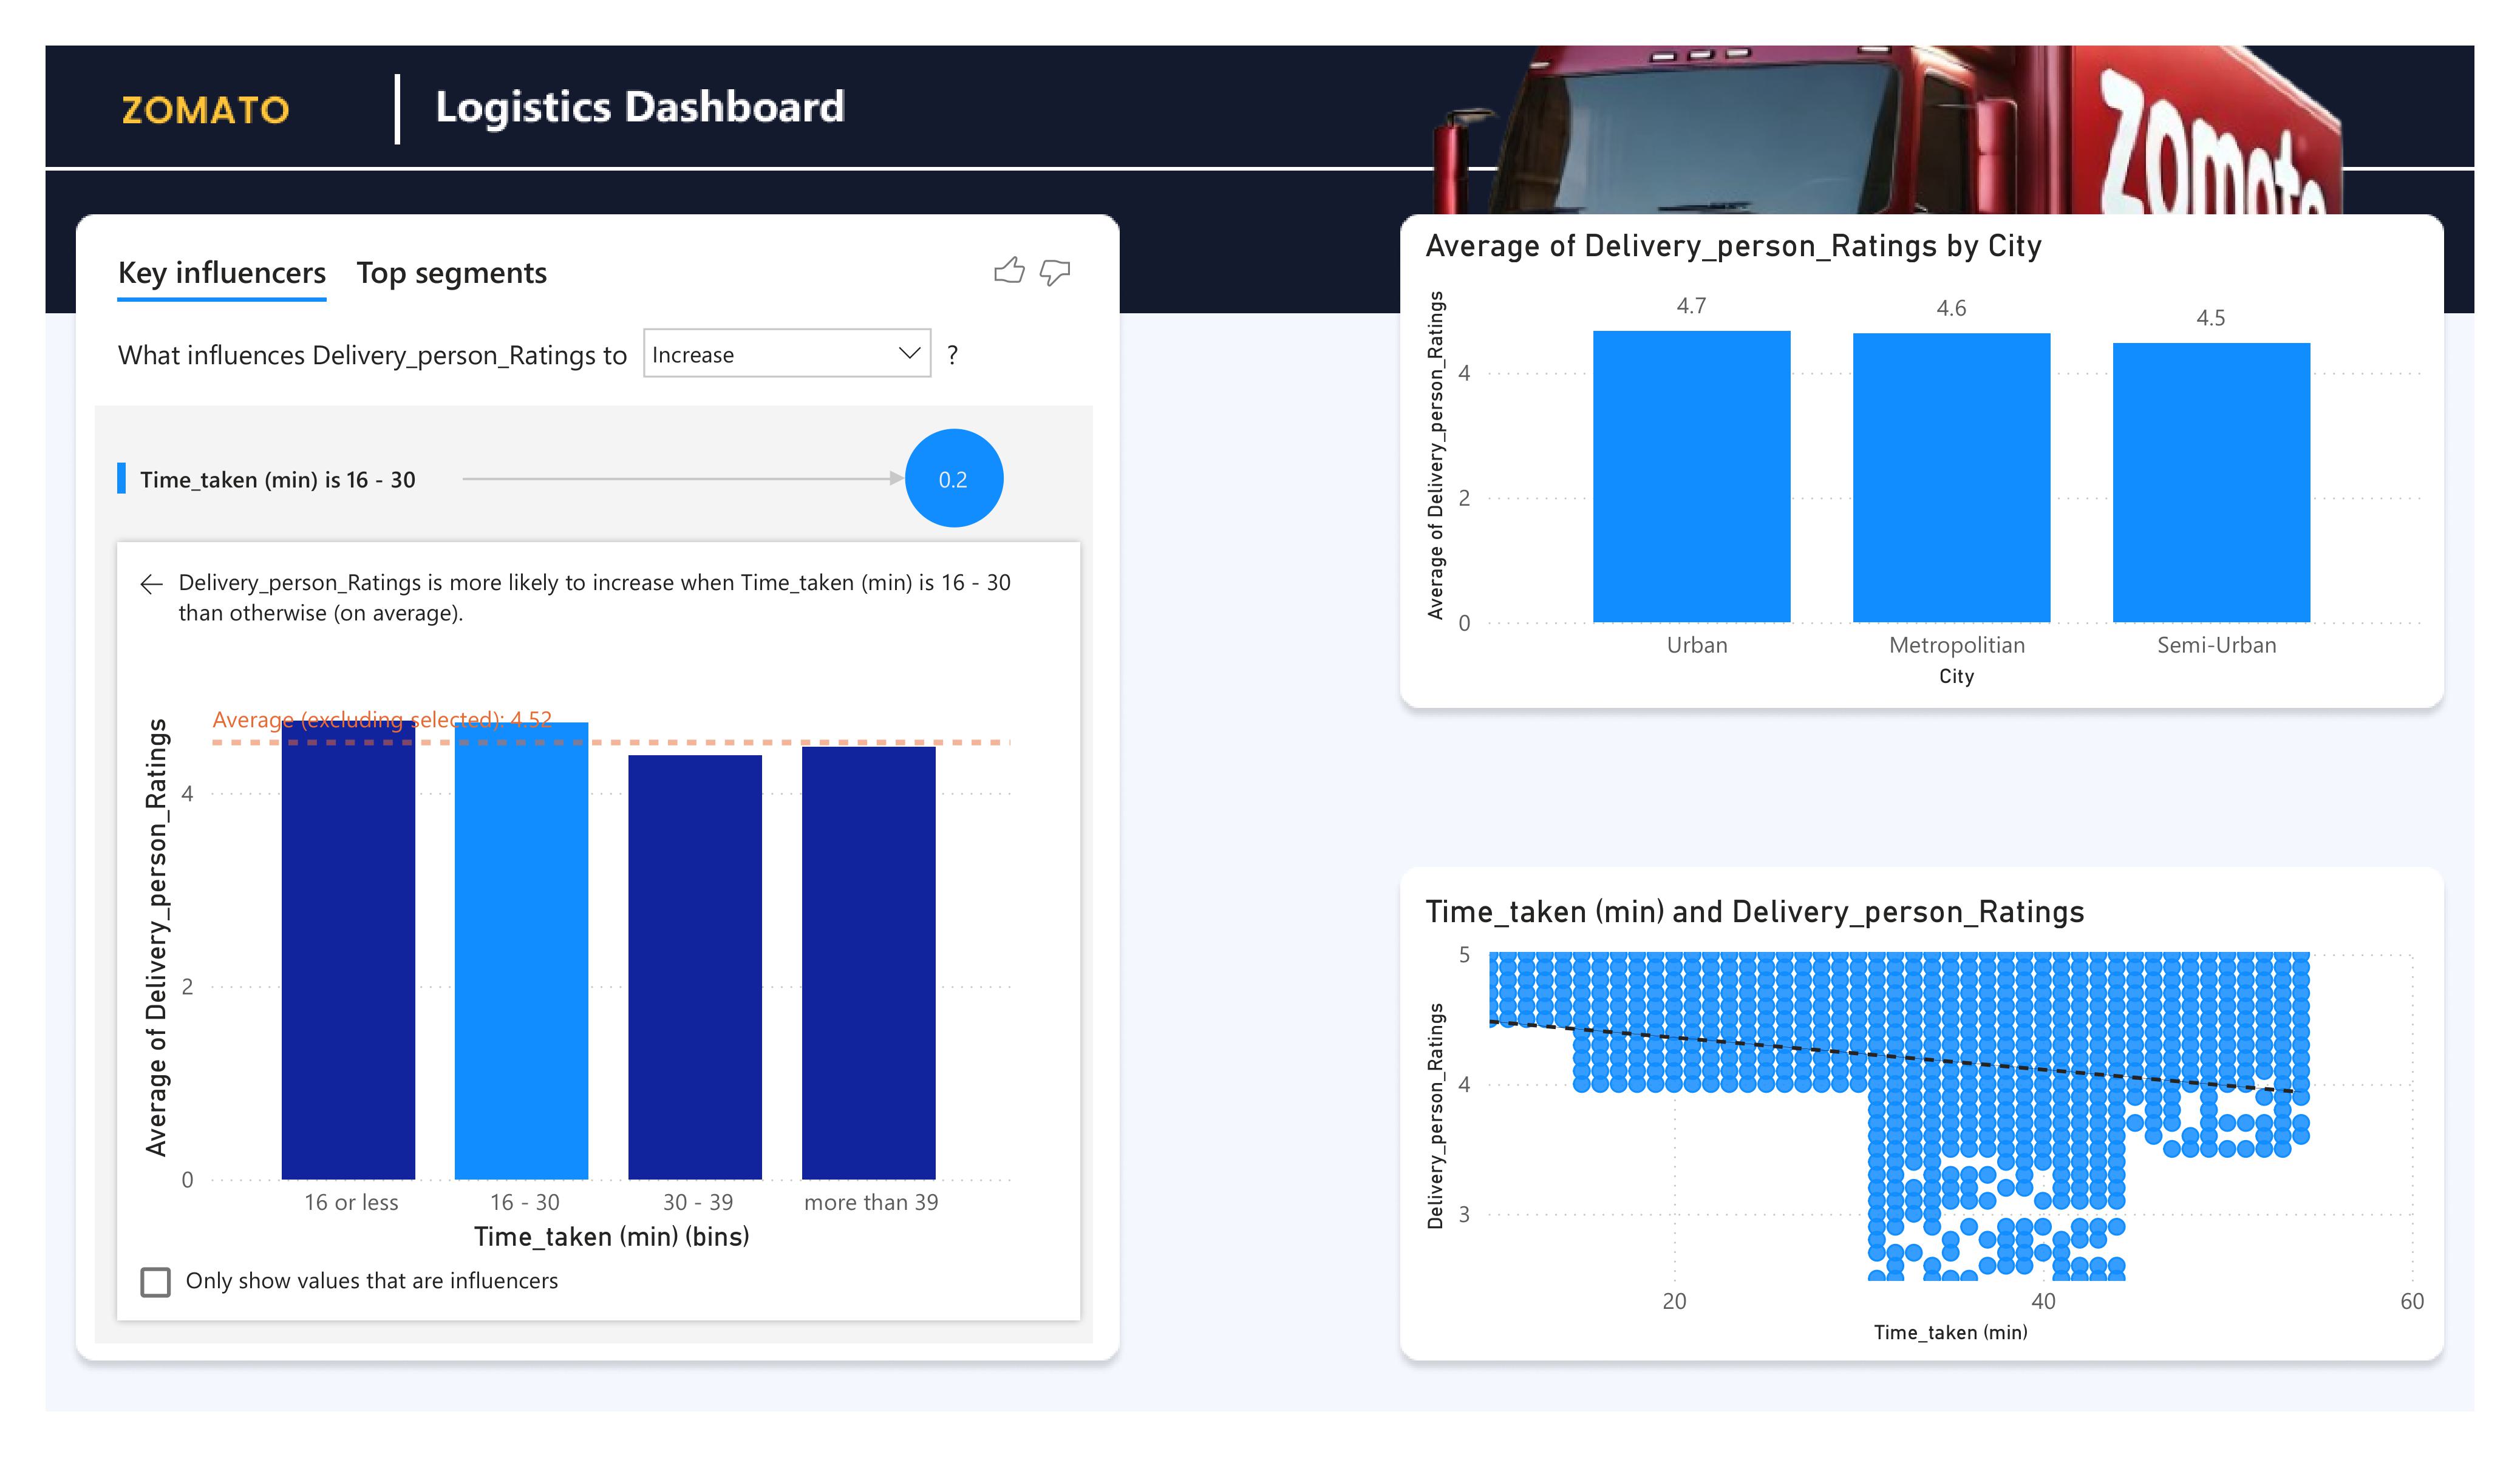 ZOMATO
Logistics Dashboard
zomato
Key influencers Top segments
What influences Delivery_person_Ratings to Increase ?
Time_taken (min) is 16 - 30
0.2
Delivery_person_Ratings is more likely to increase when Time_taken (min) is 16 - 30
than otherwise (on average).
Average (excluding selected): 4.52
Average of Delivery_person_Ratings
4
2
0
16 or less 16 - 30 30 - 39 more than 39
Time_taken (min) (bins)
Only show values that are influencers
Average of Delivery_person_Ratings by City
Average of Delivery_person_Ratings
4.7 4.6 4.5
4
2
0
Urban Metropolitian Semi-Urban
City
Time_taken (min) and Delivery_person_Ratings
Delivery_person_Ratings
5
4
3
20 40 60
Time_taken (min)